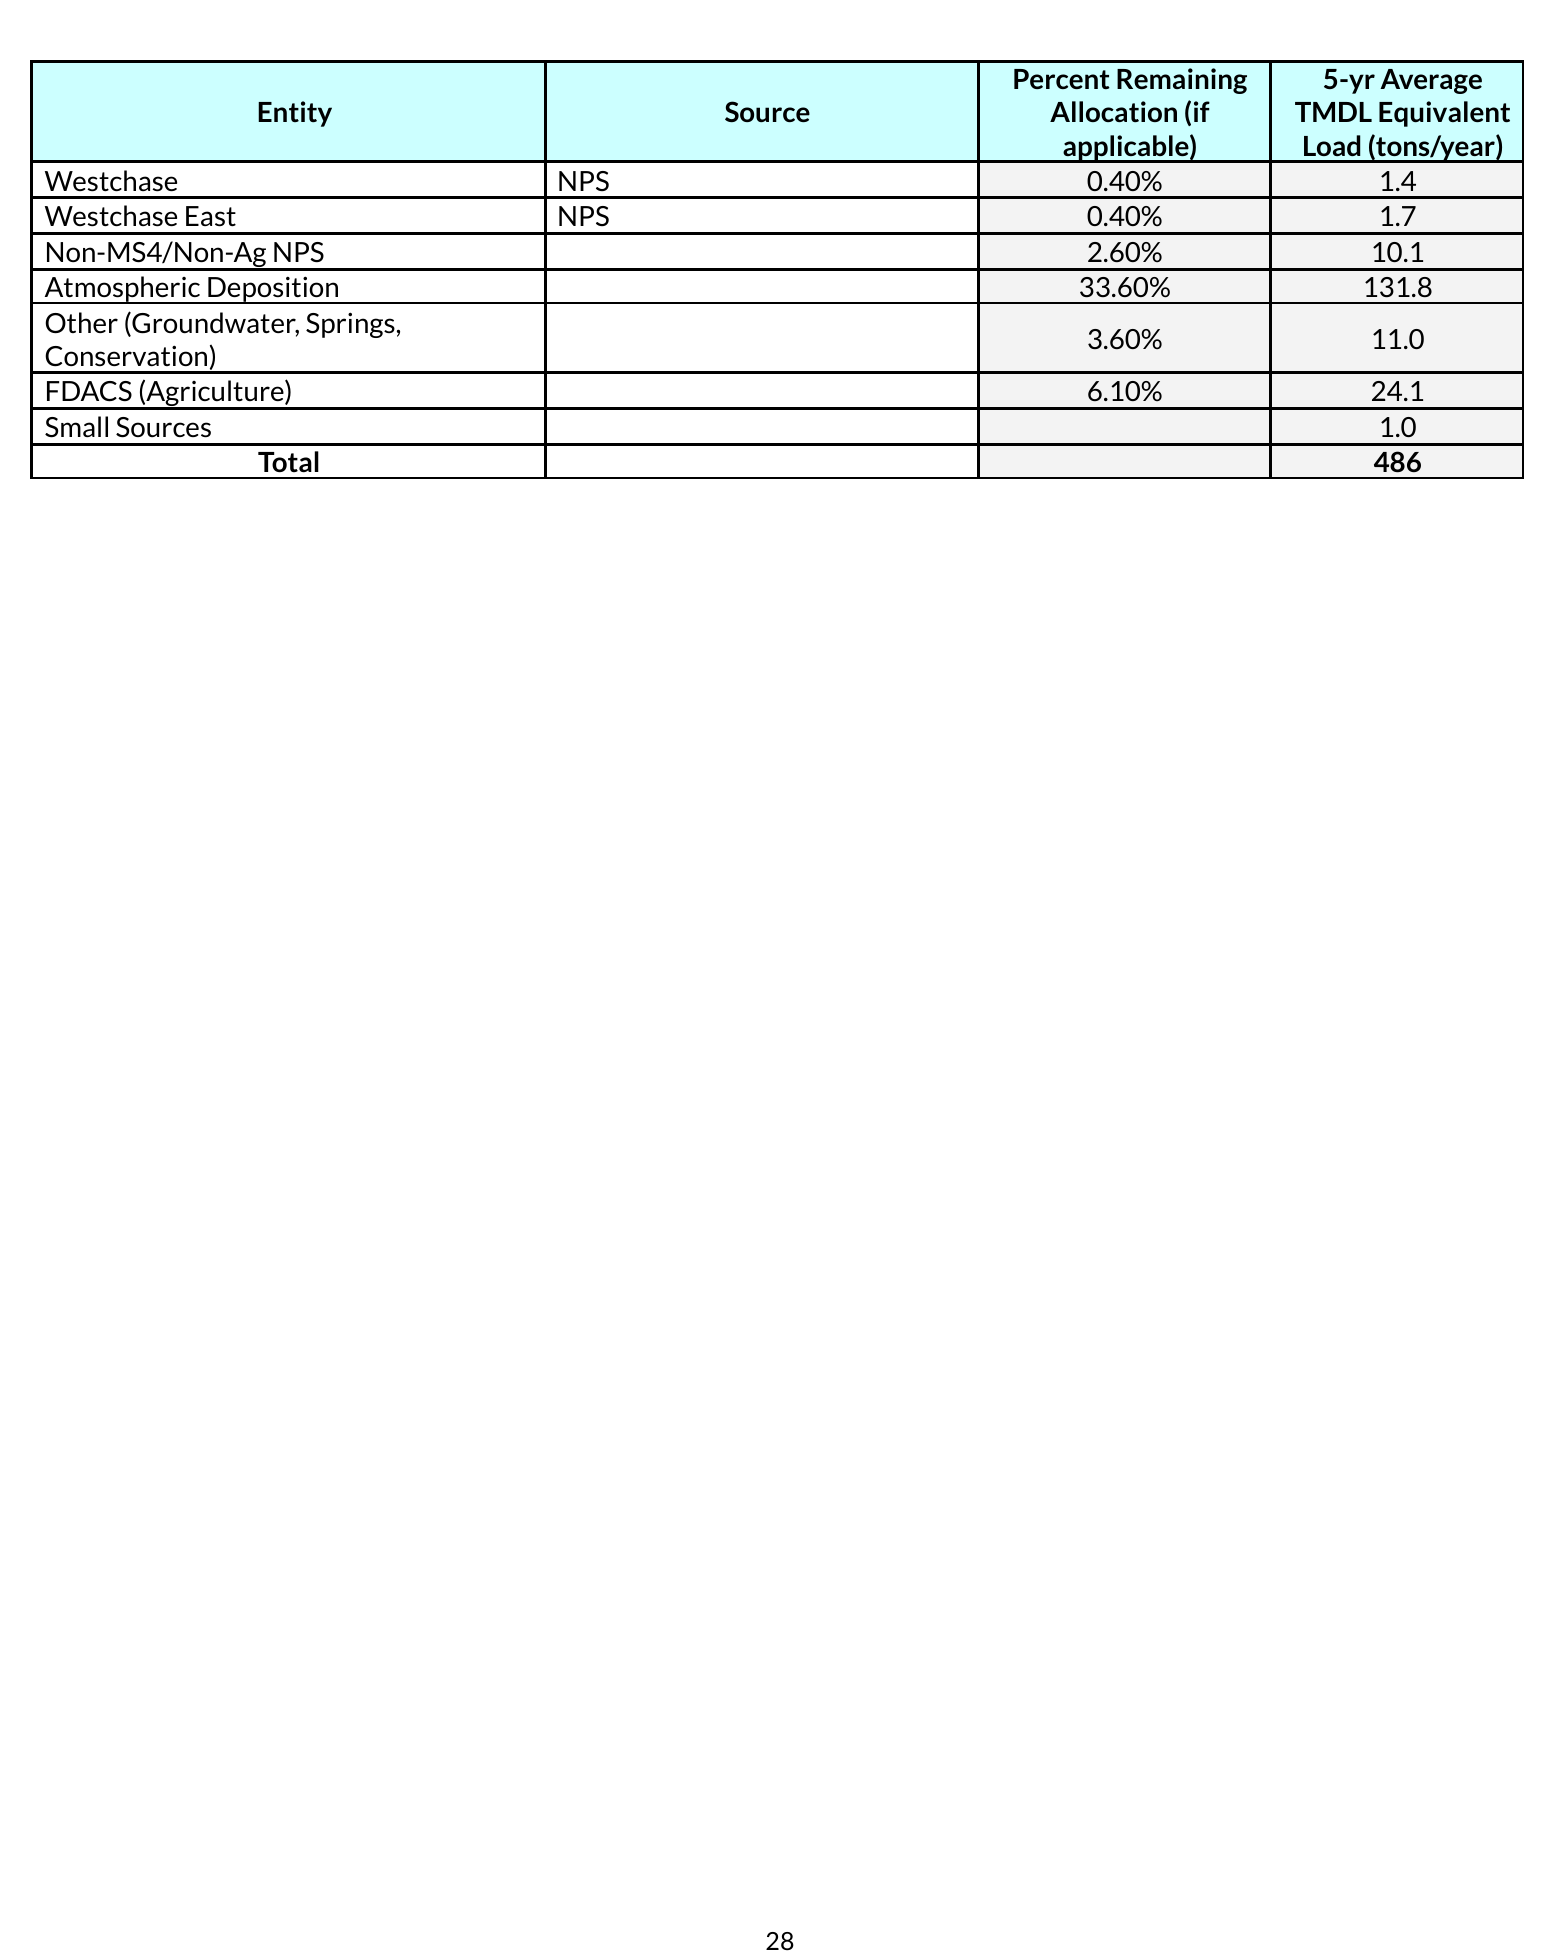 Entity
Source
Percent Remaining
Allocation (if
applicable)
5-yr Average
TMDL Equivalent
Load (tons/year)
Westchase NPS 0.40% 1.4
Westchase East NPS 0.40% 1.7
Non-MS4/Non-Ag NPS 2.60% 10.1
Atmospheric Deposition 33.60% 131.8
Other (Groundwater, Springs,
Conservation)
3.60% 11.0
FDACS (Agriculture) 6.10% 24.1
Small Sources 1.0
Total 486
28